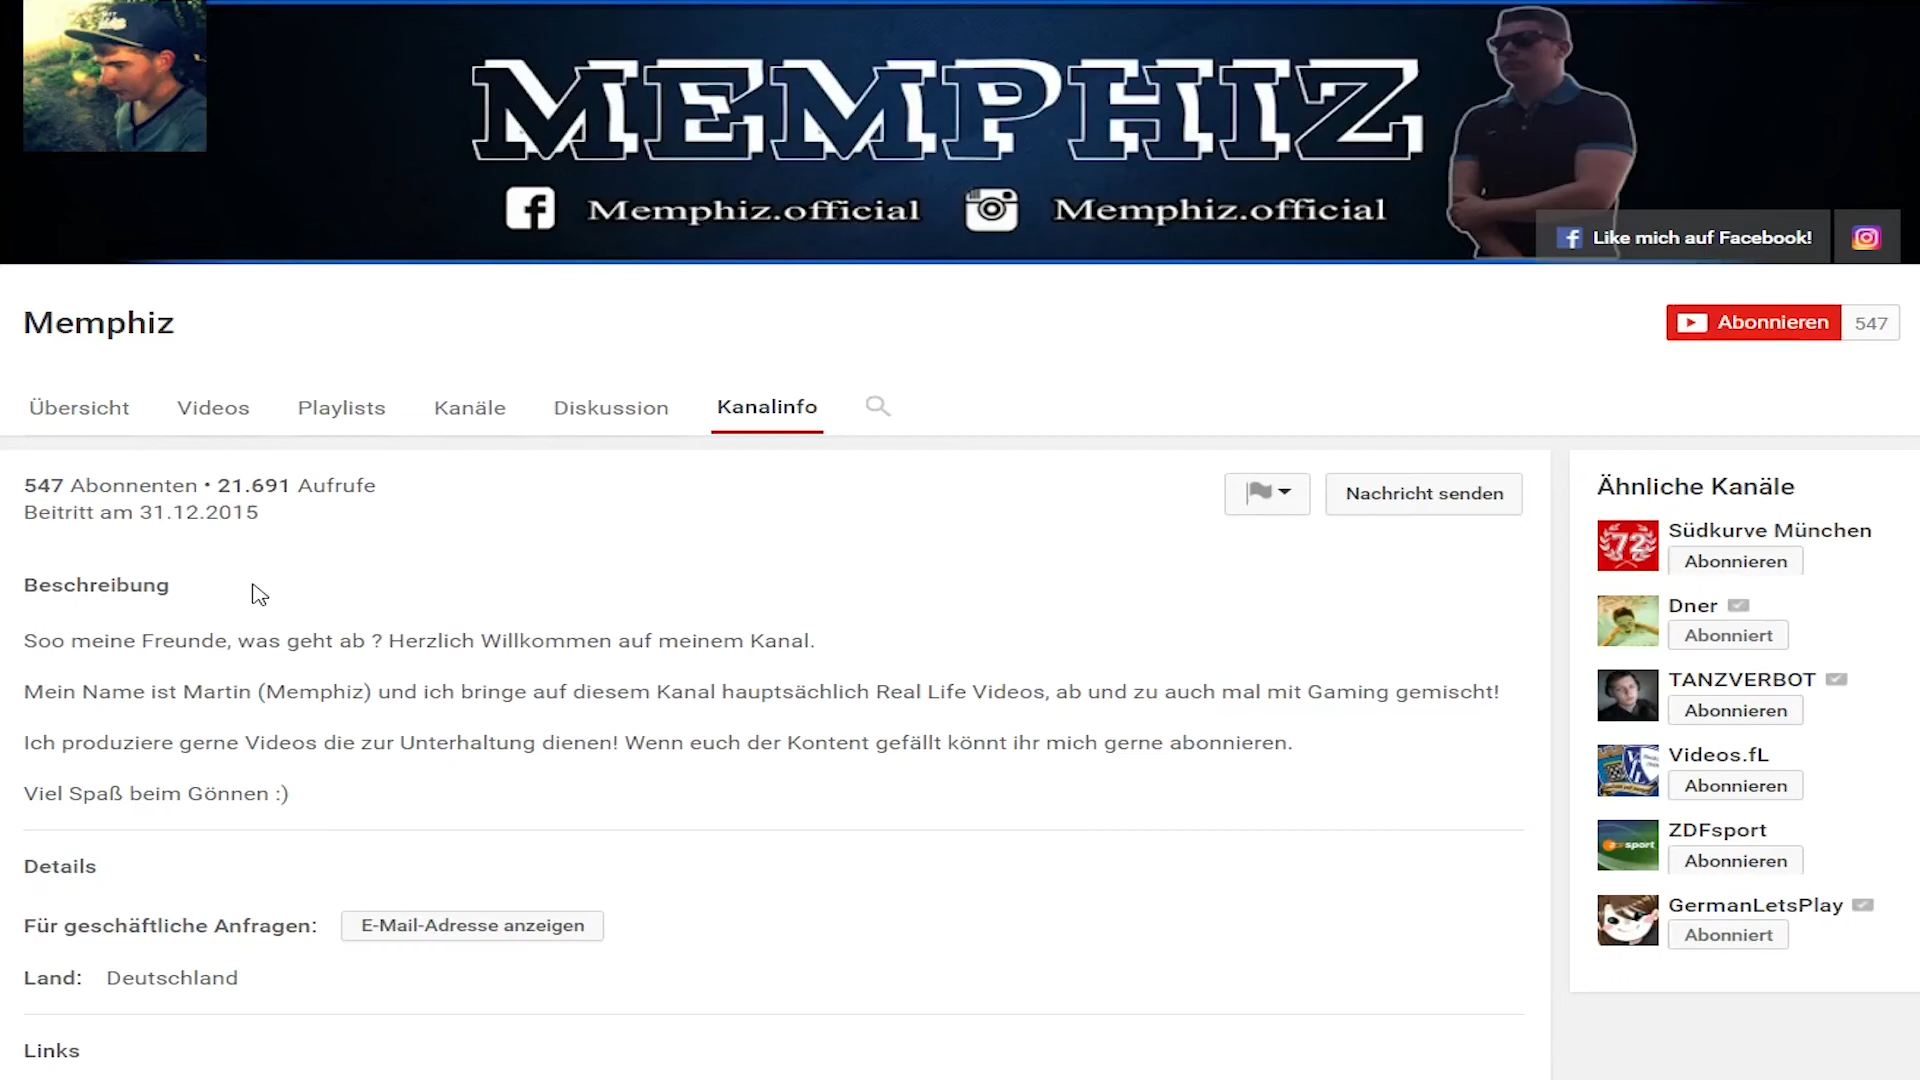 MEMPHIZ
Memphiz.official
Memphiz.official
Like mich auf Facebook!
Memphiz
Abonnieren 547
Übersicht Videos Playlists Kanäle Diskussion Kanalinfo
547 Abonnenten • 21.691 Aufrufe
Beitritt am 31.12.2015
Nachricht senden
Beschreibung
Soo meine Freunde, was geht ab ? Herzlich Willkommen auf meinem Kanal.
Mein Name ist Martin (Memphiz) und ich bringe auf diesem Kanal hauptsächlich Real Life Videos, ab und zu auch mal mit Gaming gemischt!
Ich produziere gerne Videos die zur Unterhaltung dienen! Wenn euch der Kontent gefällt könnt ihr mich gerne abonnieren.
Viel Spaß beim Gönnen :)
Details
Für geschäftliche Anfragen: E-Mail-Adresse anzeigen
Land: Deutschland
Links
Ähnliche Kanäle
72
Südkurve München
Abonnieren
Dner
Abonniert
TANZVERBOT
Abonnieren
Videos.fL
Abonnieren
sport
ZDFsport
Abonnieren
GermanLetsPlay
Abonniert